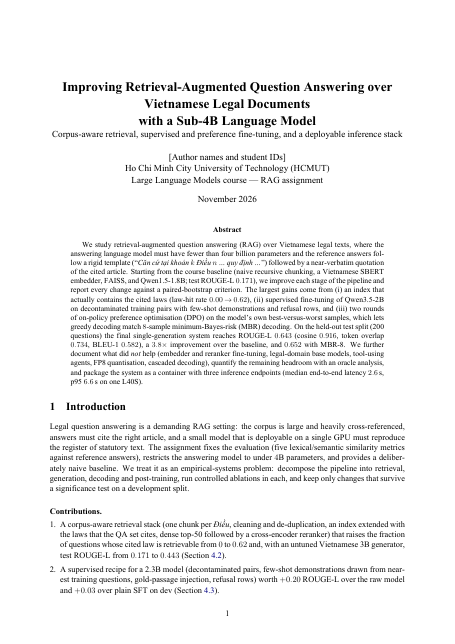 Improving Retrieval-Augmented Question Answering over
Vietnamese Legal Documents
with a Sub-4B Language Model
Corpus-aware retrieval, supervised and preference fine-tuning, and a deployable inference stack
[Author names and student IDs]
Ho Chi Minh City University of Technology (HCMUT)
Large Language Models course — RAG assignment
November 2026
Abstract
We study retrieval-augmented question answering (RAG) over Vietnamese legal texts, where the
answering language model must have fewer than four billion parameters and the reference answers fol-
low a rigid template (“Căn cứ tại khoản k Điều n ... quy định ...”) followed by a near-verbatim quotation
of the cited article. Starting from the course baseline (naive recursive chunking, a Vietnamese SBERT
embedder, FAISS, and Qwen1.5-1.8B; test ROUGE-L 0.171), we improve each stage of the pipeline and
report every change against a paired-bootstrap criterion. The largest gains come from (i) an index that
actually contains the cited laws (law-hit rate 0.00 → 0.62), (ii) supervised fine-tuning of Qwen3.5-2B
on decontaminated training pairs with few-shot demonstrations and refusal rows, and (iii) two rounds
of on-policy preference optimisation (DPO) on the model’s own best-versus-worst samples, which lets
greedy decoding match 8-sample minimum-Bayes-risk (MBR) decoding. On the held-out test split (200
questions) the final single-generation system reaches ROUGE-L 0.643 (cosine 0.916, token overlap
0.734, BLEU-1 0.582), a 3.8× improvement over the baseline, and 0.652 with MBR-8. We further
document what did not help (embedder and reranker fine-tuning, legal-domain base models, tool-using
agents, FP8 quantisation, cascaded decoding), quantify the remaining headroom with an oracle analysis,
and package the system as a container with three inference endpoints (median end-to-end latency 2.6 s,
p95 6.6 s on one L40S).
1 Introduction
Legal question answering is a demanding RAG setting: the corpus is large and heavily cross-referenced,
answers must cite the right article, and a small model that is deployable on a single GPU must reproduce
the register of statutory text. The assignment fixes the evaluation (five lexical/semantic similarity metrics
against reference answers), restricts the answering model to under 4B parameters, and provides a deliber-
ately naive baseline. We treat it as an empirical-systems problem: decompose the pipeline into retrieval,
generation, decoding and post-training, run controlled ablations in each, and keep only changes that survive
a significance test on a development split.
Contributions.
1. A corpus-aware retrieval stack (one chunk per Điều, cleaning and de-duplication, an index extended with
the laws that the QA set cites, dense top-50 followed by a cross-encoder reranker) that raises the fraction
of questions whose cited law is retrievable from 0 to 0.62 and, with an untuned Vietnamese 3B generator,
test ROUGE-L from 0.171 to 0.443 (Section 4.2).
2. A supervised recipe for a 2.3B model (decontaminated pairs, few-shot demonstrations drawn from near-
est training questions, gold-passage injection, refusal rows) worth +0.20 ROUGE-L over the raw model
and +0.03 over plain SFT on dev (Section 4.3).
1